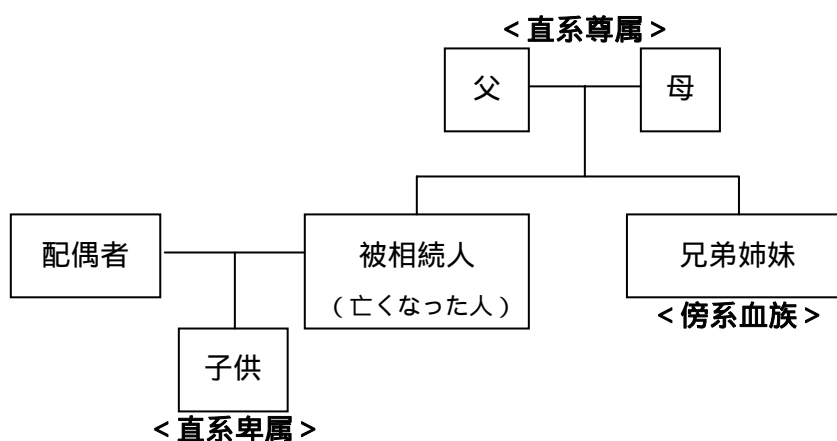 <直系尊属>
父
母
配偶者
被相続人
(亡くなった人)
兄弟姉妹
<傍系血族>
子供
<直系卑属>